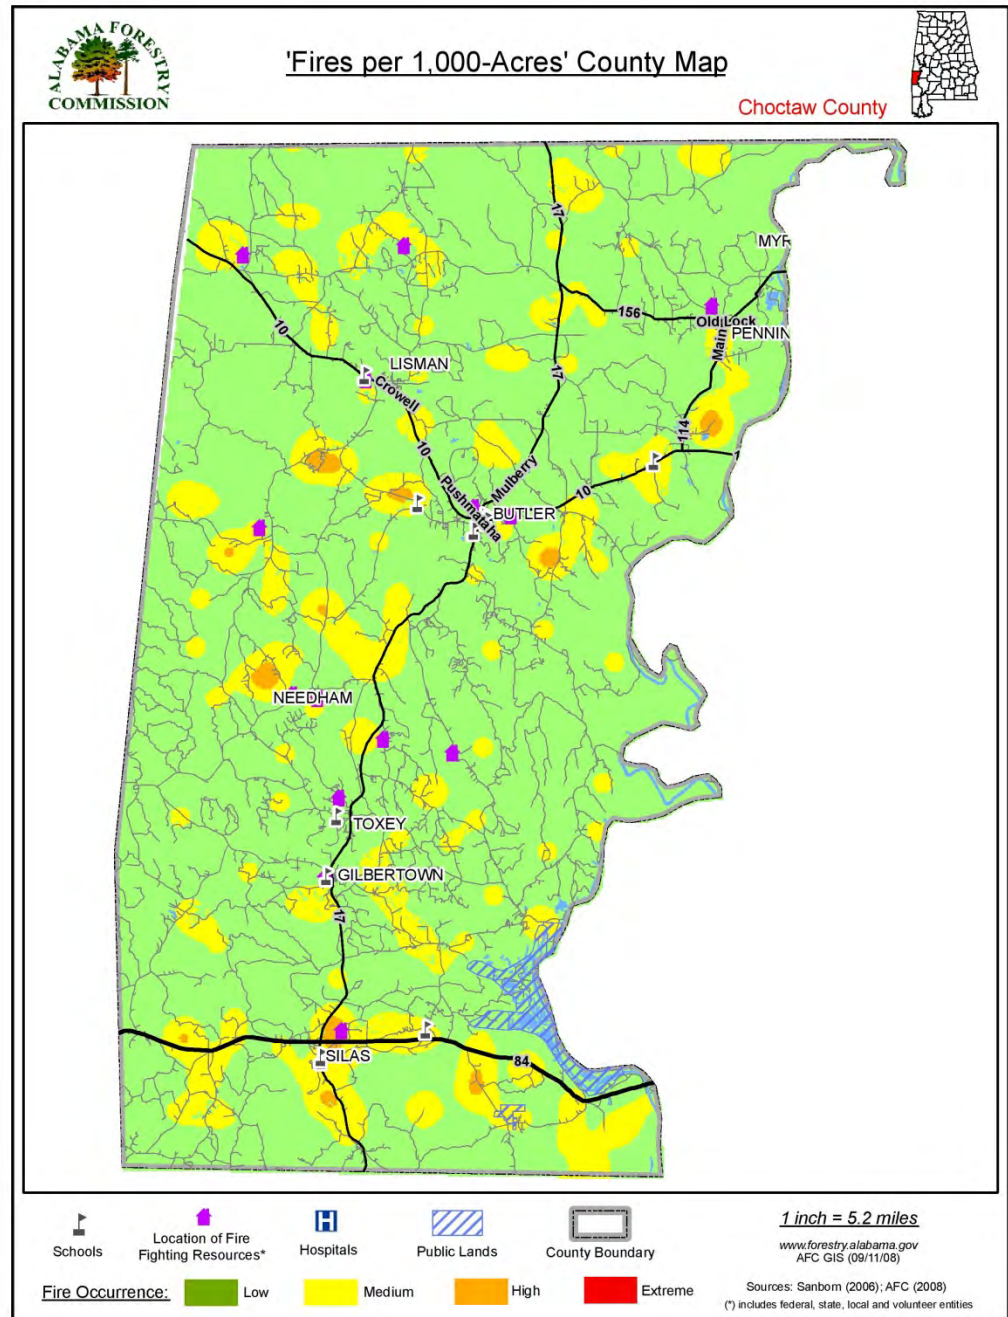 ALABAMA FORESTRY
COMMISSION
'Fires per 1,000-Acres' County Map
Choctaw County
17
MYR
10
156
Old Lock
PENNIN
Main
LISMAN
Crowell
17
114
10
Mulberry
Pushmataha
10
BUTLER
NEEDHAM
TOXEY
GILBERTOWN
17
SILAS
84
Schools
Location of Fire
Fighting Resources*
H
Hospitals
Public Lands
County Boundary
1 inch = 5.2 miles
www.forestry.alabama.gov
AFC GIS (09/11/08)
Fire Occurrence:
Low
Medium
High
Extreme
Sources: Sanborn (2006); AFC (2008)
(*) includes federal, state, local and volunteer entities